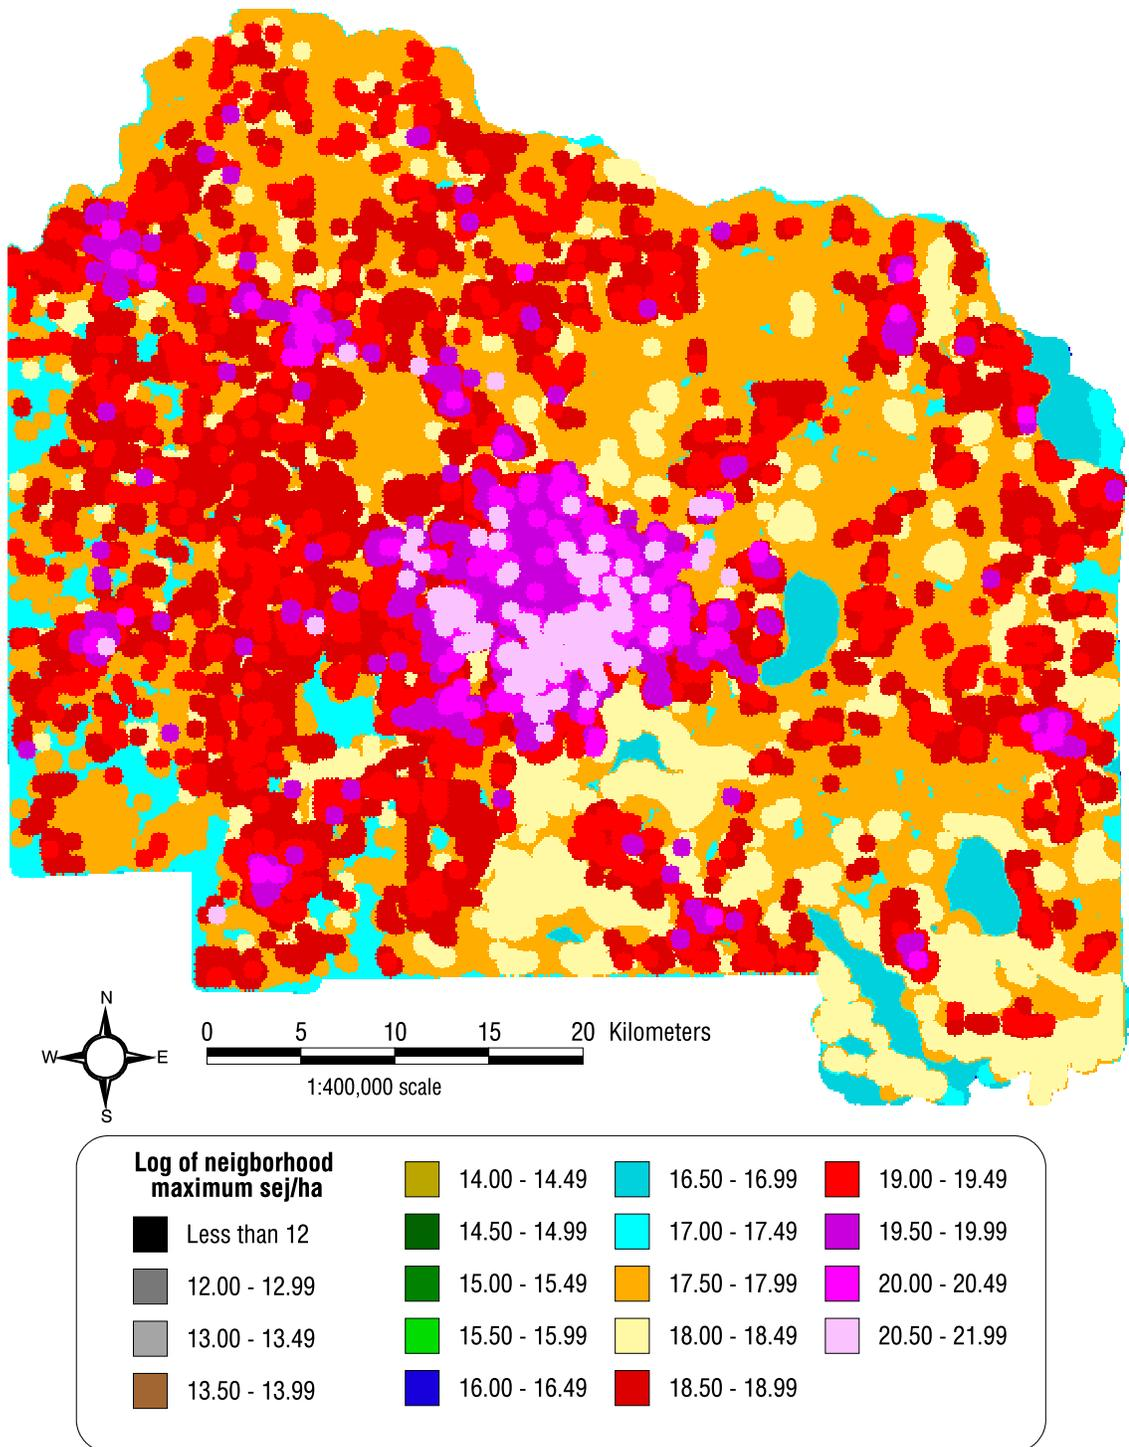 N
W E
S
0 5 10 15 20 Kilometers
1:400,000 scale
Log of neigborhood
maximum sej/ha
Less than 12
12.00 - 12.99
13.00 - 13.49
13.50 - 13.99
14.00 - 14.49
14.50 - 14.99
15.00 - 15.49
15.50 - 15.99
16.00 - 16.49
16.50 - 16.99
17.00 - 17.49
17.50 - 17.99
18.00 - 18.49
18.50 - 18.99
19.00 - 19.49
19.50 - 19.99
20.00 - 20.49
20.50 - 21.99